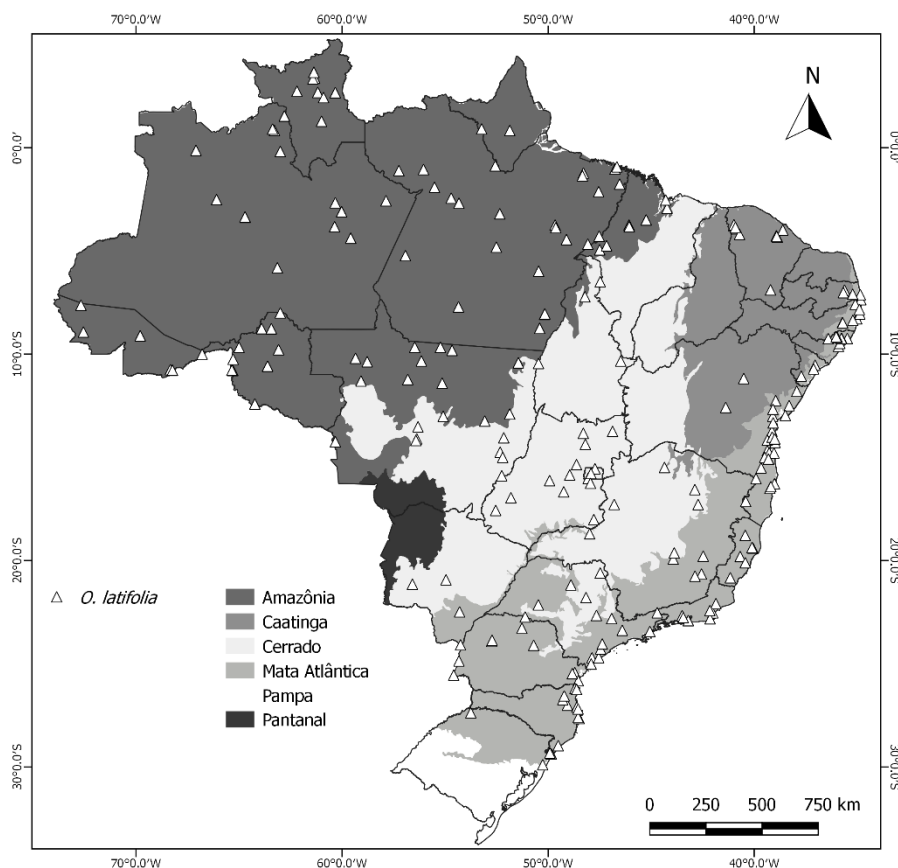 70°0.0'W 60°0.0'W 50°0.0'W 40°0.0'W
N
0°0.0' 0°0.0'
10°0.0'S 10°0.0'S
20°0.0'S 20°0.0'S
O. latifolia
Amazônia
Caatinga
Cerrado
Mata Atlântica
Pampa
Pantanal
30°0.0'S 30°0.0'S
0 250 500 750 km
70°0.0'W 60°0.0'W 50°0.0'W 40°0.0'W